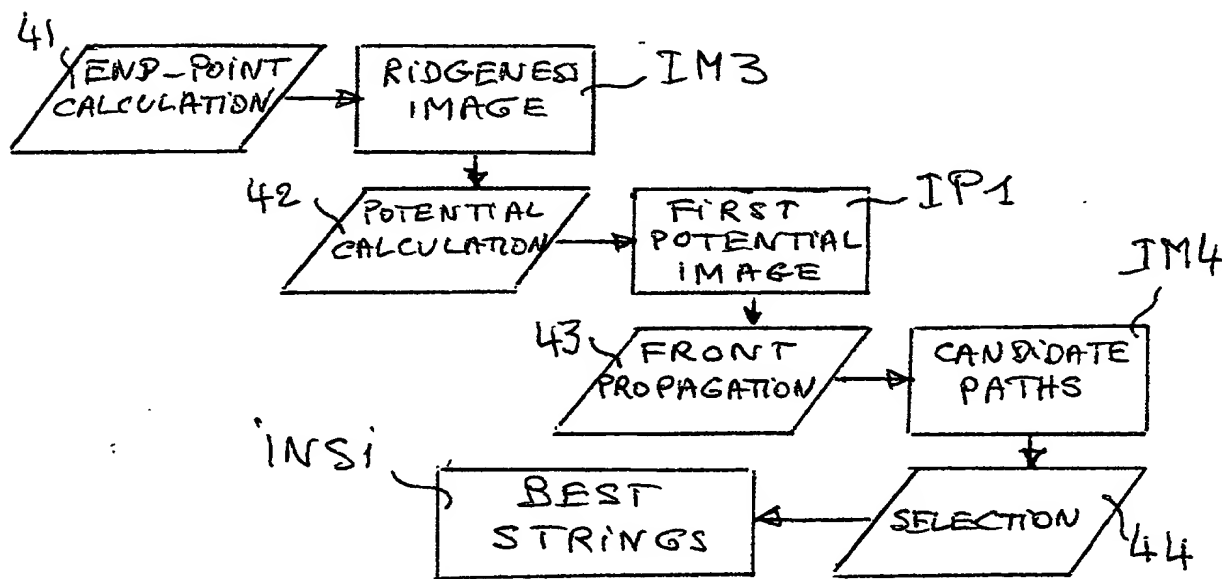 41
END-POINT
CALCULATION
RIDGENESS
IMAGE
IM3
42
POTENTIAL
CALCULATION
FIRST
POTENTIAL
IMAGE
IP1
43
FRONT
PROPAGATION
CANDIDATE
PATHS
IM4
INSi
BEST
STRINGS
SELECTION
44